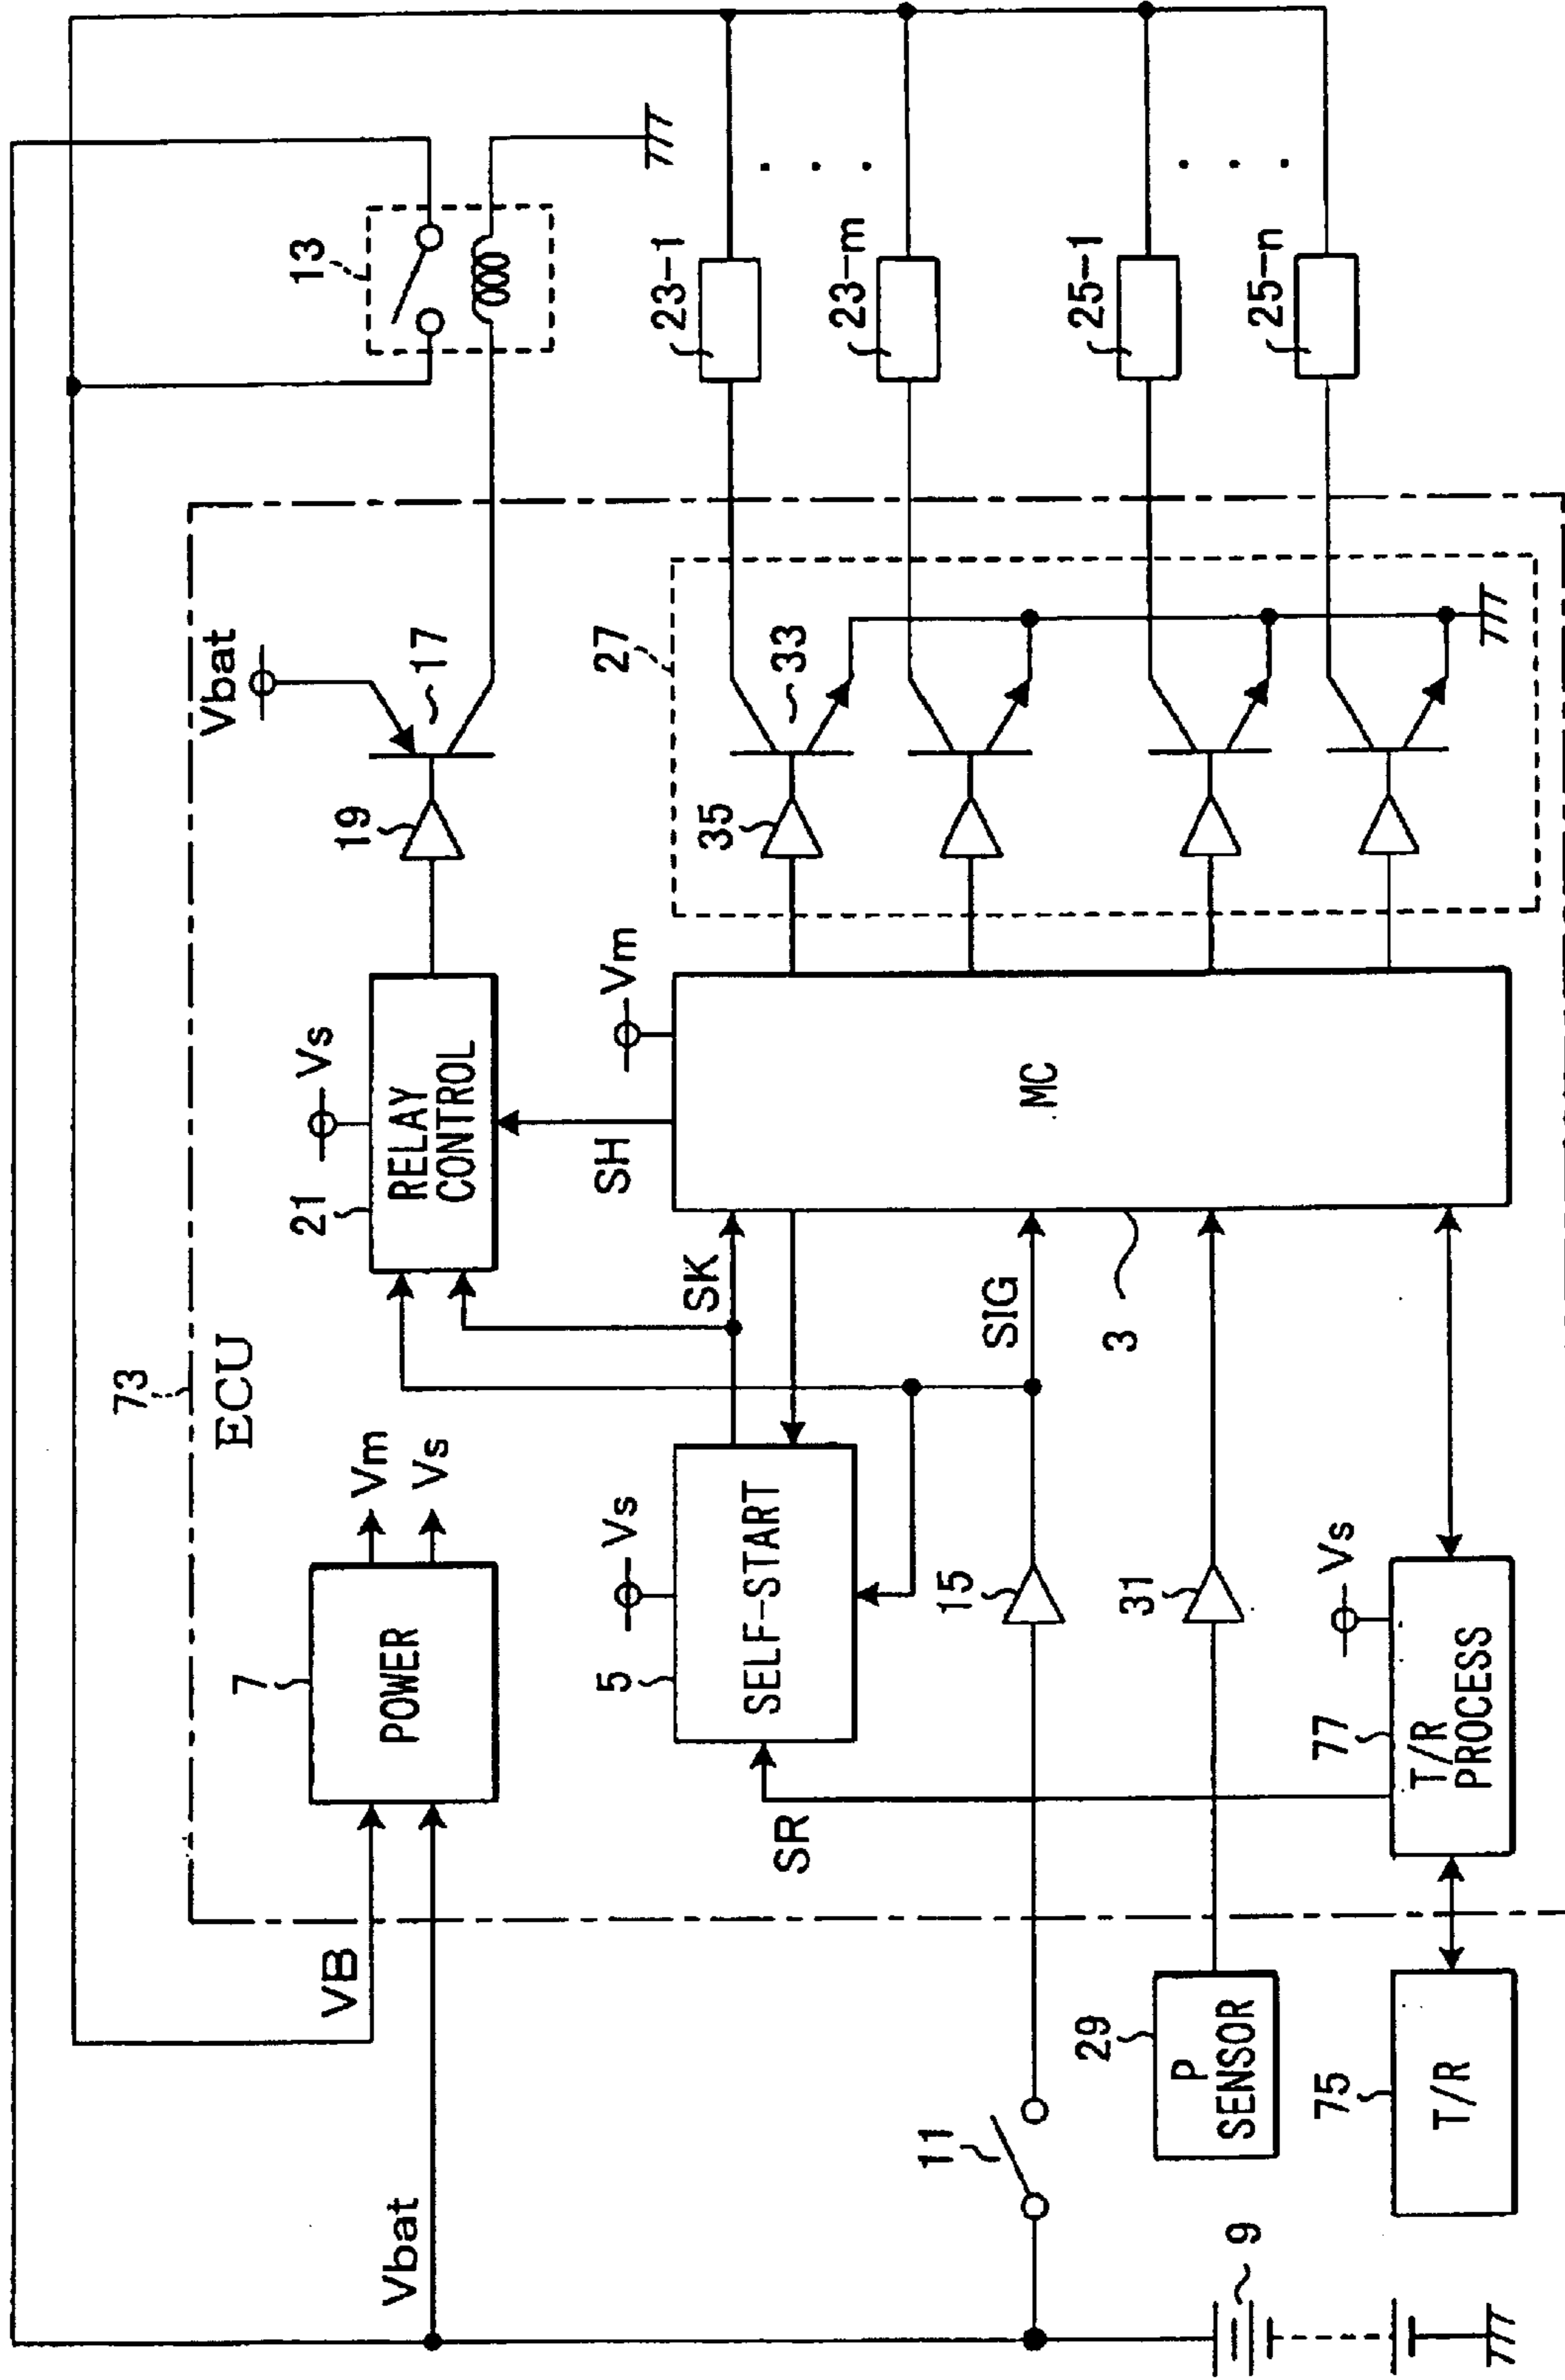 73
ECU
VB
Vbat
7
POWER
Vm
Vs
21
Vs
RELAY
CONTROL
19
Vbat
17
13
SH
SK
5
Vs
SELF-START
SR
Vm
MC
3
SIG
15
31
11
9
29
P
SENSOR
75
T/R
77
Vs
T/R
PROCESS
27
35
33
23-1
23-m
25-1
25-n